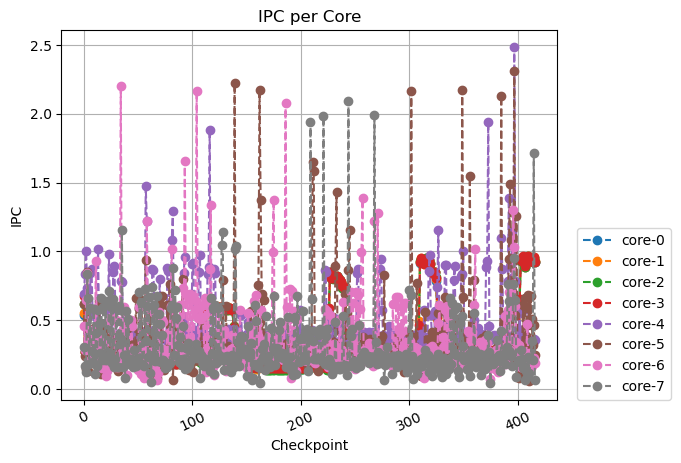 IPC per Core
IPC
2.5
2.0
1.5
1.0
0.5
0.0
0
100
200
300
400
Checkpoint
core-0
core-1
core-2
core-3
core-4
core-5
core-6
core-7